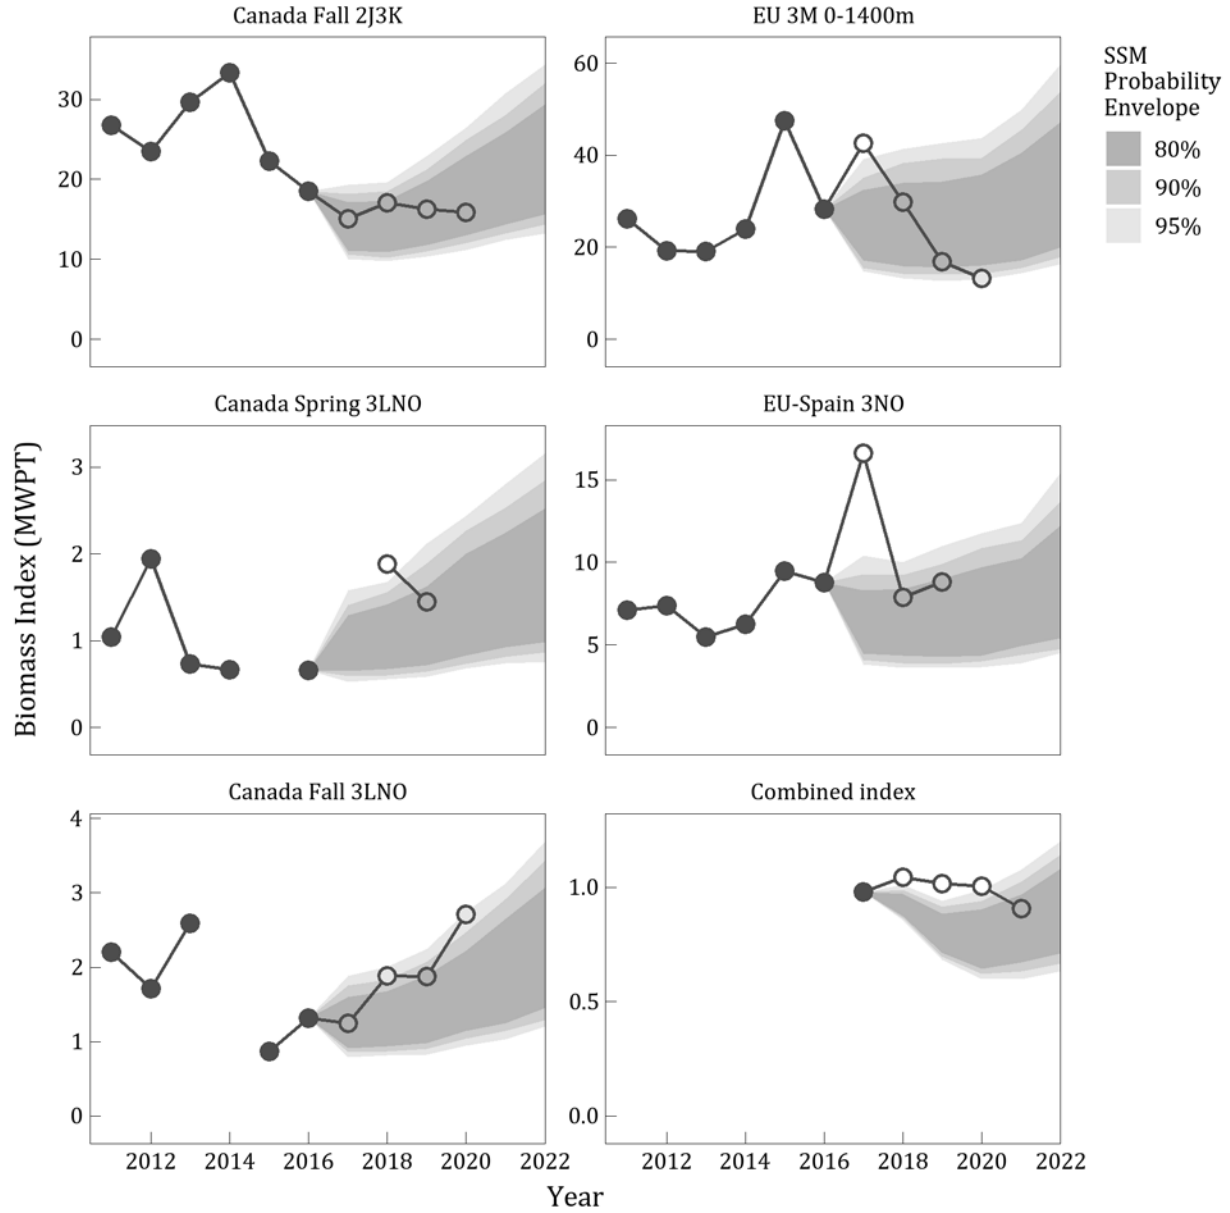 Canada Fall 2J3K
EU 3M 0-1400m
SSM
Probability
Envelope
80%
90%
95%
30
20
10
0
60
40
20
0
Canada Spring 3LNO
EU-Spain 3NO
Biomass Index (MWPT)
3
2
1
0
15
10
5
0
Canada Fall 3LNO
Combined index
4
3
2
1
0
1.0
0.5
0.0
2012 2014 2016 2018 2020 2022
2012 2014 2016 2018 2020 2022
Year